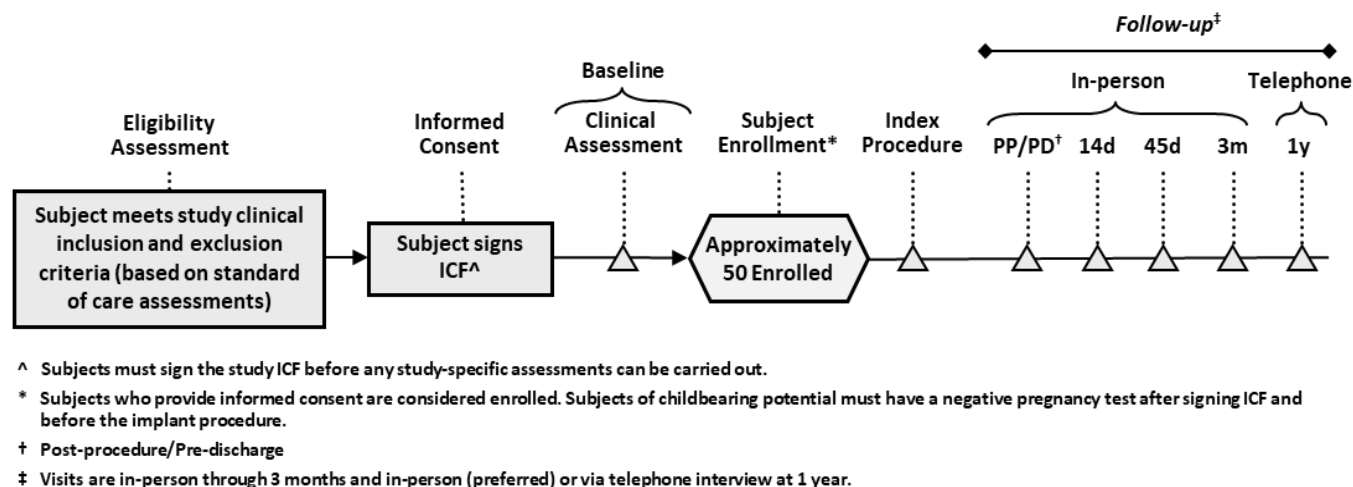 Follow-up‡
Baseline
In-person
Telephone
Eligibility
Assessment
Informed
Consent
Clinical
Assessment
Subject
Enrollment*
Index
Procedure
PP/PD†
14d
45d
3m
1y
Subject meets study clinical
inclusion and exclusion
criteria (based on standard
of care assessments)
Subject signs
ICF^
Approximately
50 Enrolled
^ Subjects must sign the study ICF before any study-specific assessments can be carried out.
* Subjects who provide informed consent are considered enrolled. Subjects of childbearing potential must have a negative pregnancy test after signing ICF and
before the implant procedure.
† Post-procedure/Pre-discharge
‡ Visits are in-person through 3 months and in-person (preferred) or via telephone interview at 1 year.